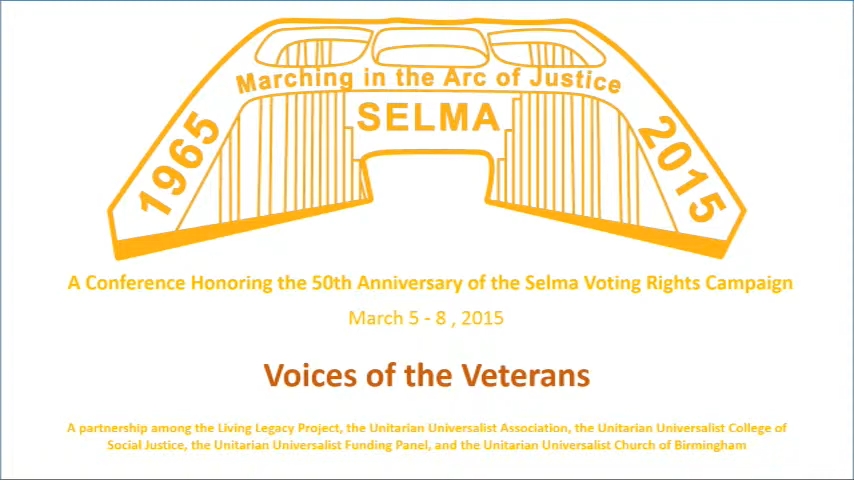 Marching in the Arc of Justice
SELMA
1965
2015
A Conference Honoring the 50th Anniversary of the Selma Voting Rights Campaign
March 5 - 8 , 2015
Voices of the Veterans
A partnership among the Living Legacy Project, the Unitarian Universalist Association, the Unitarian Universalist College of
Social Justice, the Unitarian Universalist Funding Panel, and the Unitarian Universalist Church of Birmingham